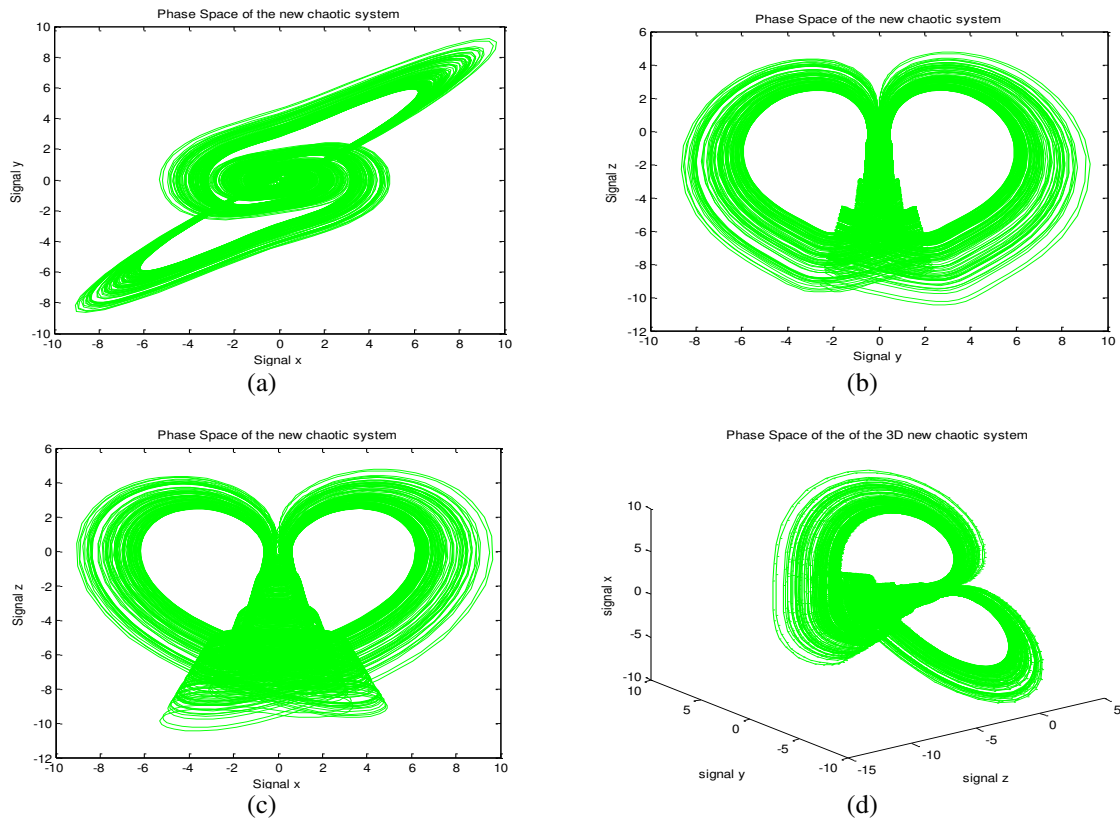 Phase Space of the new chaotic system
10
8
6
4
2
0
-2
-4
-6
-8
-10
Signal y
-10 -8 -6 -4 -2 0 2 4 6 8 10
Signal x
(a)
Phase Space of the new chaotic system
6
4
2
0
-2
-4
-6
-8
-10
-12
Signal z
-10 -8 -6 -4 -2 0 2 4 6 8 10
Signal y
(b)
Phase Space of the new chaotic system
6
4
2
0
-2
-4
-6
-8
-10
-12
Signal z
-10 -8 -6 -4 -2 0 2 4 6 8 10
Signal x
(c)
Phase Space of the of the 3D new chaotic system
10
5
0
-5
-10
signal x
10
5
0
-5
-10
signal y
-15
-10
-5
0
5
signal z
(d)